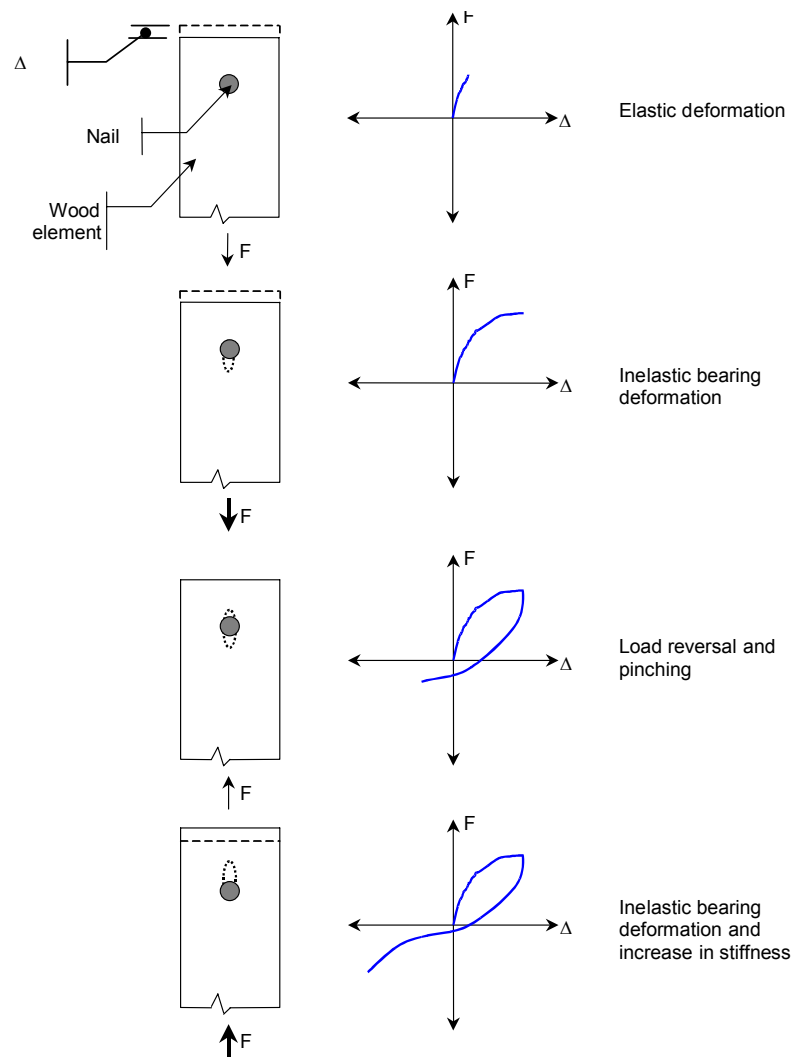 F
Δ
Nail
Wood
element
F
Δ
Elastic deformation
F
Δ
Inelastic bearing
deformation
F
F
Δ
Load reversal and
pinching
F
F
Δ
Inelastic bearing
deformation and
increase in stiffness
F